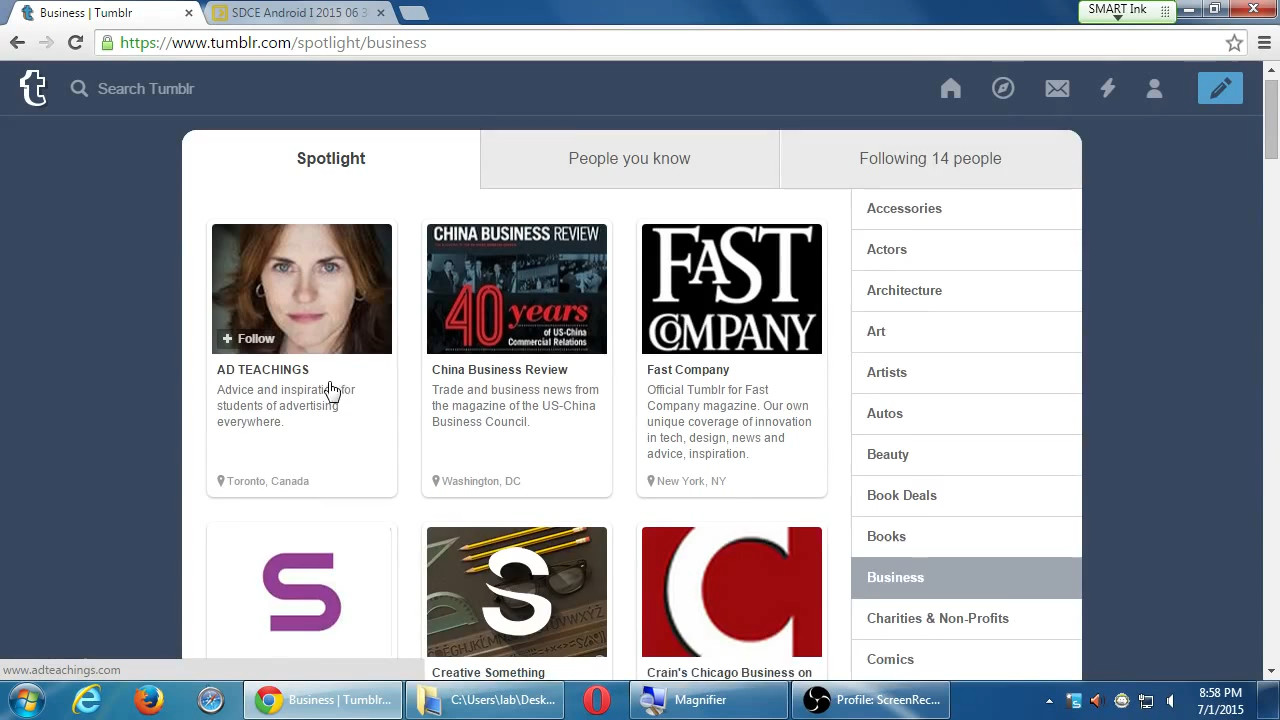 Business | Tumblr
SDCE Android I 2015 06 3
SMART Ink
https://www.tumblr.com/spotlight/business
t
Search Tumblr
Spotlight
People you know
Following 14 people
+ Follow
AD TEACHINGS
Advice and inspiration for
students of advertising
everywhere.
Toronto, Canada
CHINA BUSINESS REVIEW
40 years
of US-China
Commercial Relations
China Business Review
Trade and business news from
the magazine of the US-China
Business Council.
Washington, DC
FAST
COMPANY
Fast Company
Official Tumblr for Fast
Company magazine. Our own
unique coverage of innovation
in tech, design, news and
advice, inspiration.
New York, NY
S
S
Creative Something
C
Crain's Chicago Business on
Accessories
Actors
Architecture
Art
Artists
Autos
Beauty
Book Deals
Books
Business
Charities & Non-Profits
Comics
www.adteachings.com
Business | Tumblr...
C:\Users\lab\Desk...
Magnifier
Profile: ScreenRec...
8:58 PM
7/1/2015